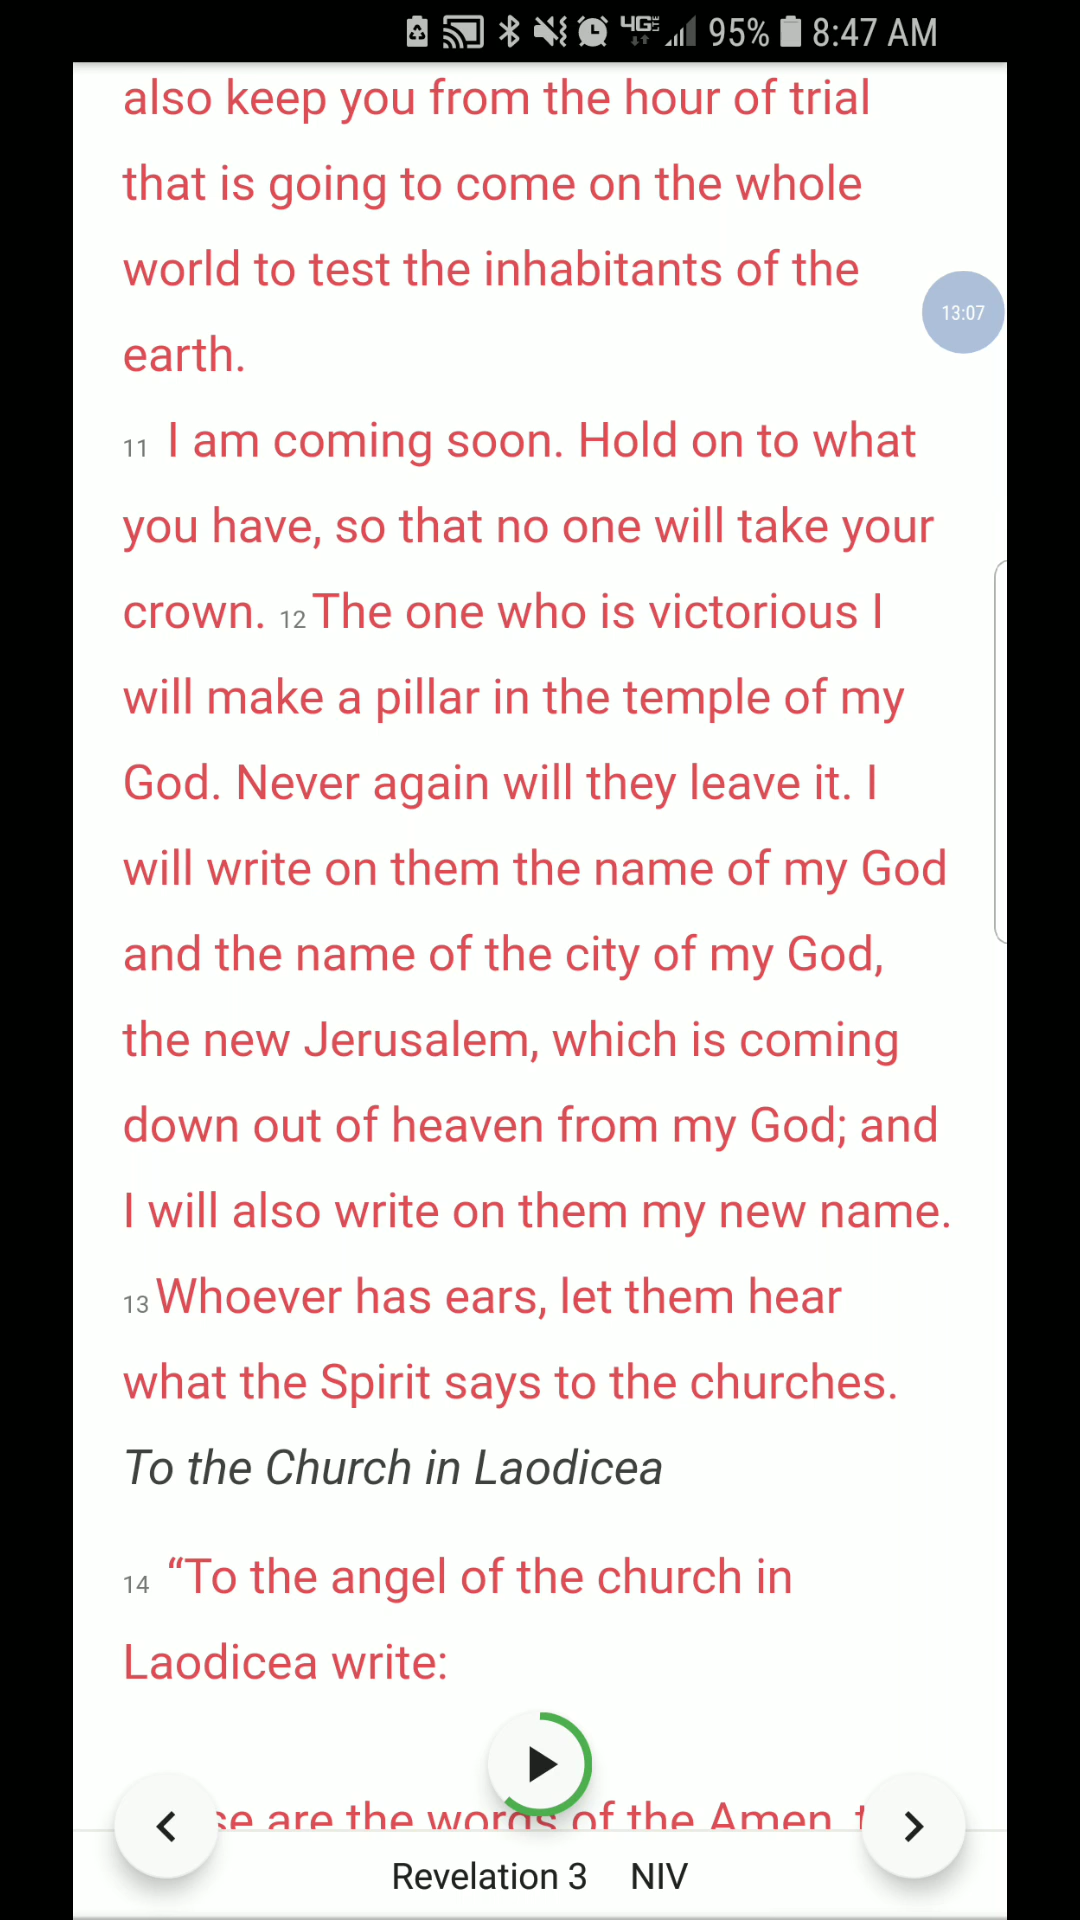 4G LTE 95% 8:47 AM
also keep you from the hour of trial
that is going to come on the whole
world to test the inhabitants of the
13:07
earth.
11 I am coming soon. Hold on to what
you have, so that no one will take your
crown. 12 The one who is victorious I
will make a pillar in the temple of my
God. Never again will they leave it. I
will write on them the name of my God
and the name of the city of my God,
the new Jerusalem, which is coming
down out of heaven from my God; and
I will also write on them my new name.
13 Whoever has ears, let them hear
what the Spirit says to the churches.
To the Church in Laodicea
14 “To the angel of the church in
Laodicea write:
se are the words of the Amen, t
Revelation 3 NIV